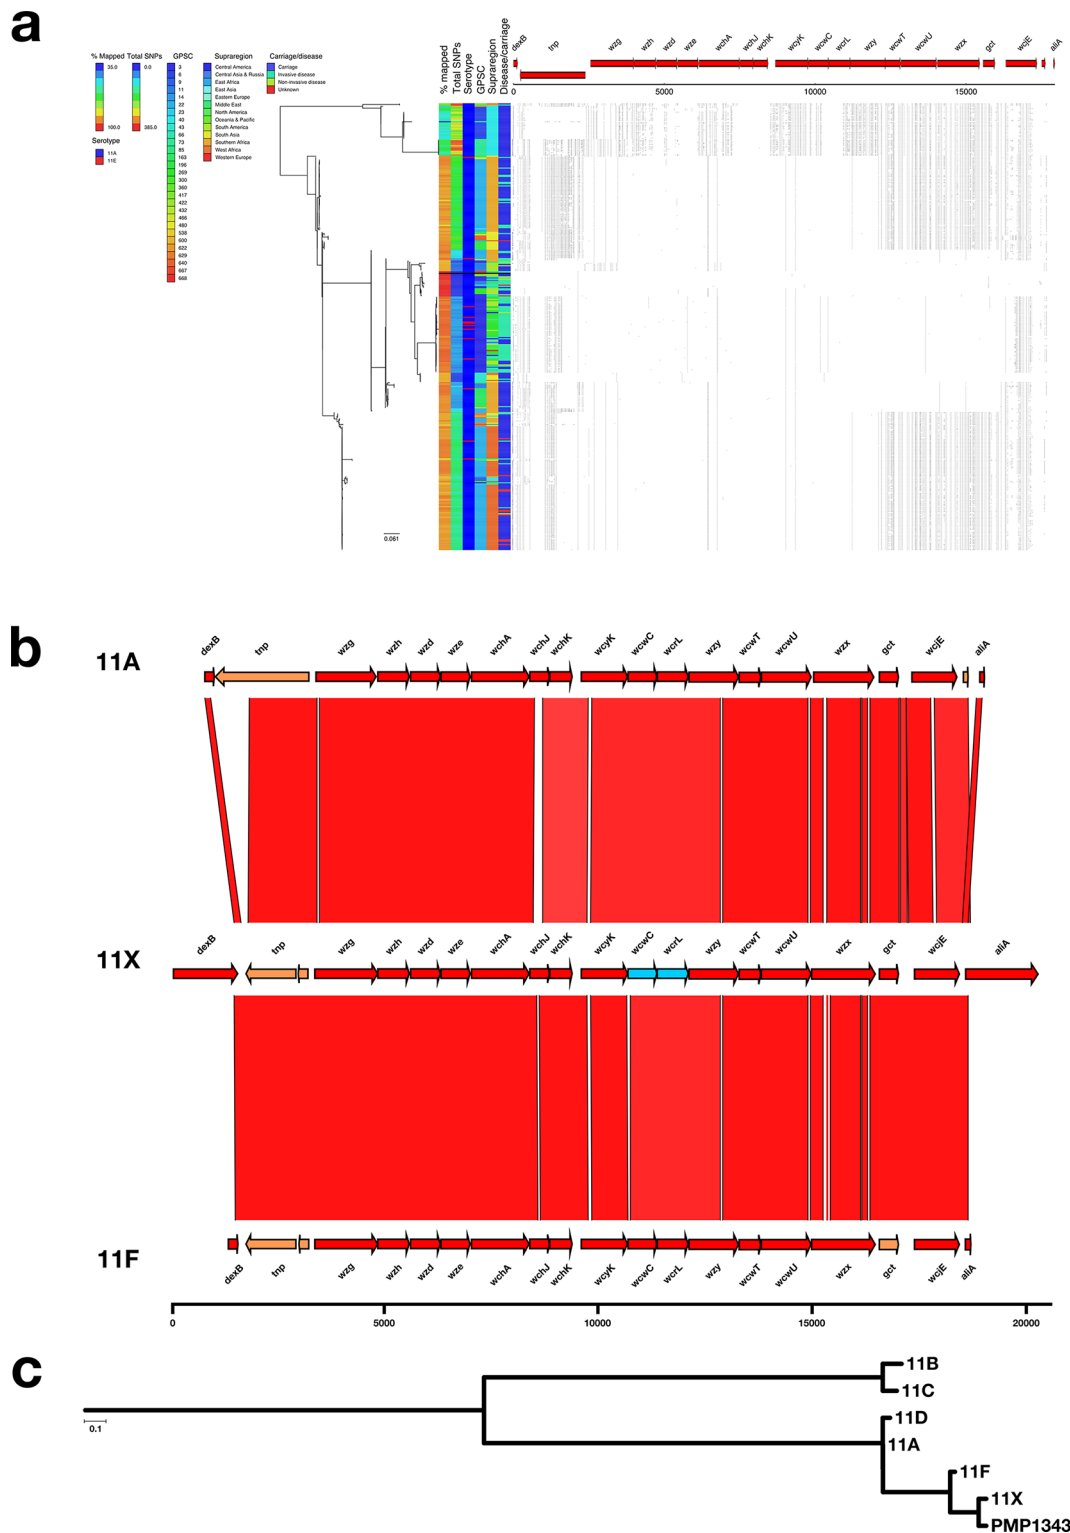 a
% Mapped Total SNPs GPSC Supraregion Carriage/disease
35.0 0.0
100.0 385.0
Serotype
11A
11E
3
6
9
11
14
22
23
40
43
66
73
85
163
198
269
300
360
417
422
432
466
480
538
600
622
629
640
667
668
Central America
Central Asia & Russia
East Africa
East Asia
Eastern Europe
Middle East
North America
Oceania & Pacific
South America
South Asia
Southern Africa
West Africa
Western Europe
Carriage
Invasive disease
Non-invasive disease
Unknown
% mapped
Total SNPs
Serotype
GPSC
Supraregion
Disease/carriage
dexB tnp wzg wzh wzd wze wchA wchJ wchK wcyK wcwC wcrL wzy wcwT wcwU wzx gct wcjE aliA
0 5000 10000 15000
0.061
b
dexB tnp wzg wzh wzd wze wchA wchJ wchK wcyK wcwC wcrL wzy wcwT wcwU wzx gct wcjE aliA
11A
dexB tnp wzg wzh wzd wze wchA wchJ wchK wcyK wcwC wcrL wzy wcwT wcwU wzx gct wcjE aliA
11X
11F
dexB tnp wzg wzh wzd wze wchA wchJ wchK wcyK wcwC wcrL wzy wcwT wcwU wzx gct wcjE aliA
0 5000 10000 15000 20000
c
11B
11C
11D
0.1
11A
11F
11X
PMP1343